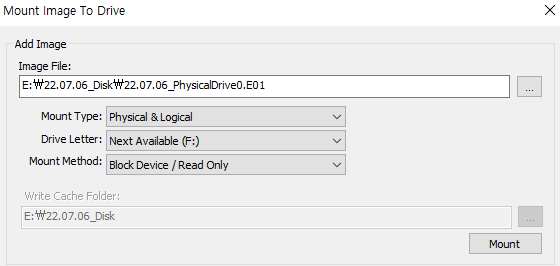 Mount Image To Drive
Add Image
Image File:
E:₩22.07.06_Disk₩22.07.06_PhysicalDrive0.E01
...
Mount Type: Physical & Logical
Drive Letter: Next Available (F:)
Mount Method: Block Device / Read Only
Write Cache Folder:
E:₩22.07.06_Disk
...
Mount